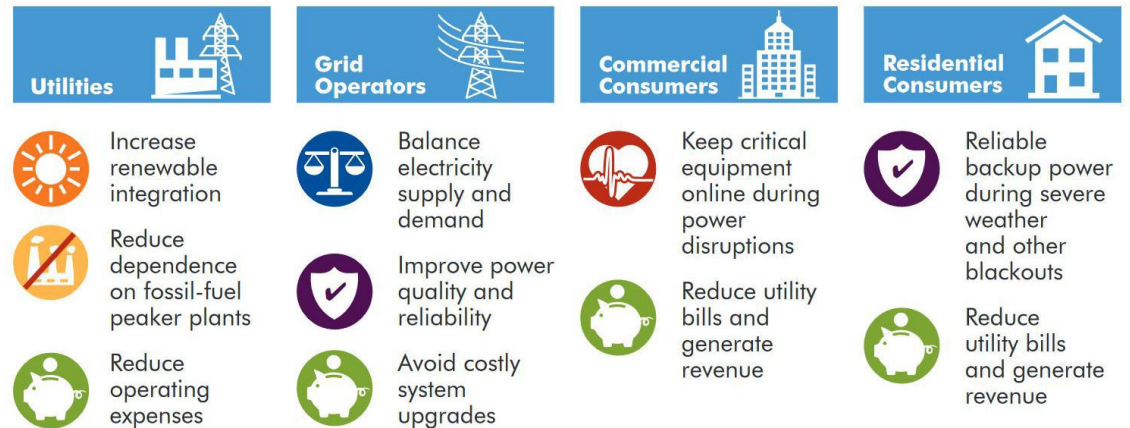 Utilities
Increase
renewable
integration
Reduce
dependence
on fossil-fuel
peaker plants
Reduce
operating
expenses
Grid
Operators
Balance
electricity
supply and
demand
Improve power
quality and
reliability
Avoid costly
system
upgrades
Commercial
Consumers
Keep critical
equipment
online during
power
disruptions
Reduce utility
bills and
generate
revenue
Residential
Consumers
Reliable
backup power
during severe
weather
and other
blackouts
Reduce
utility bills
and generate
revenue